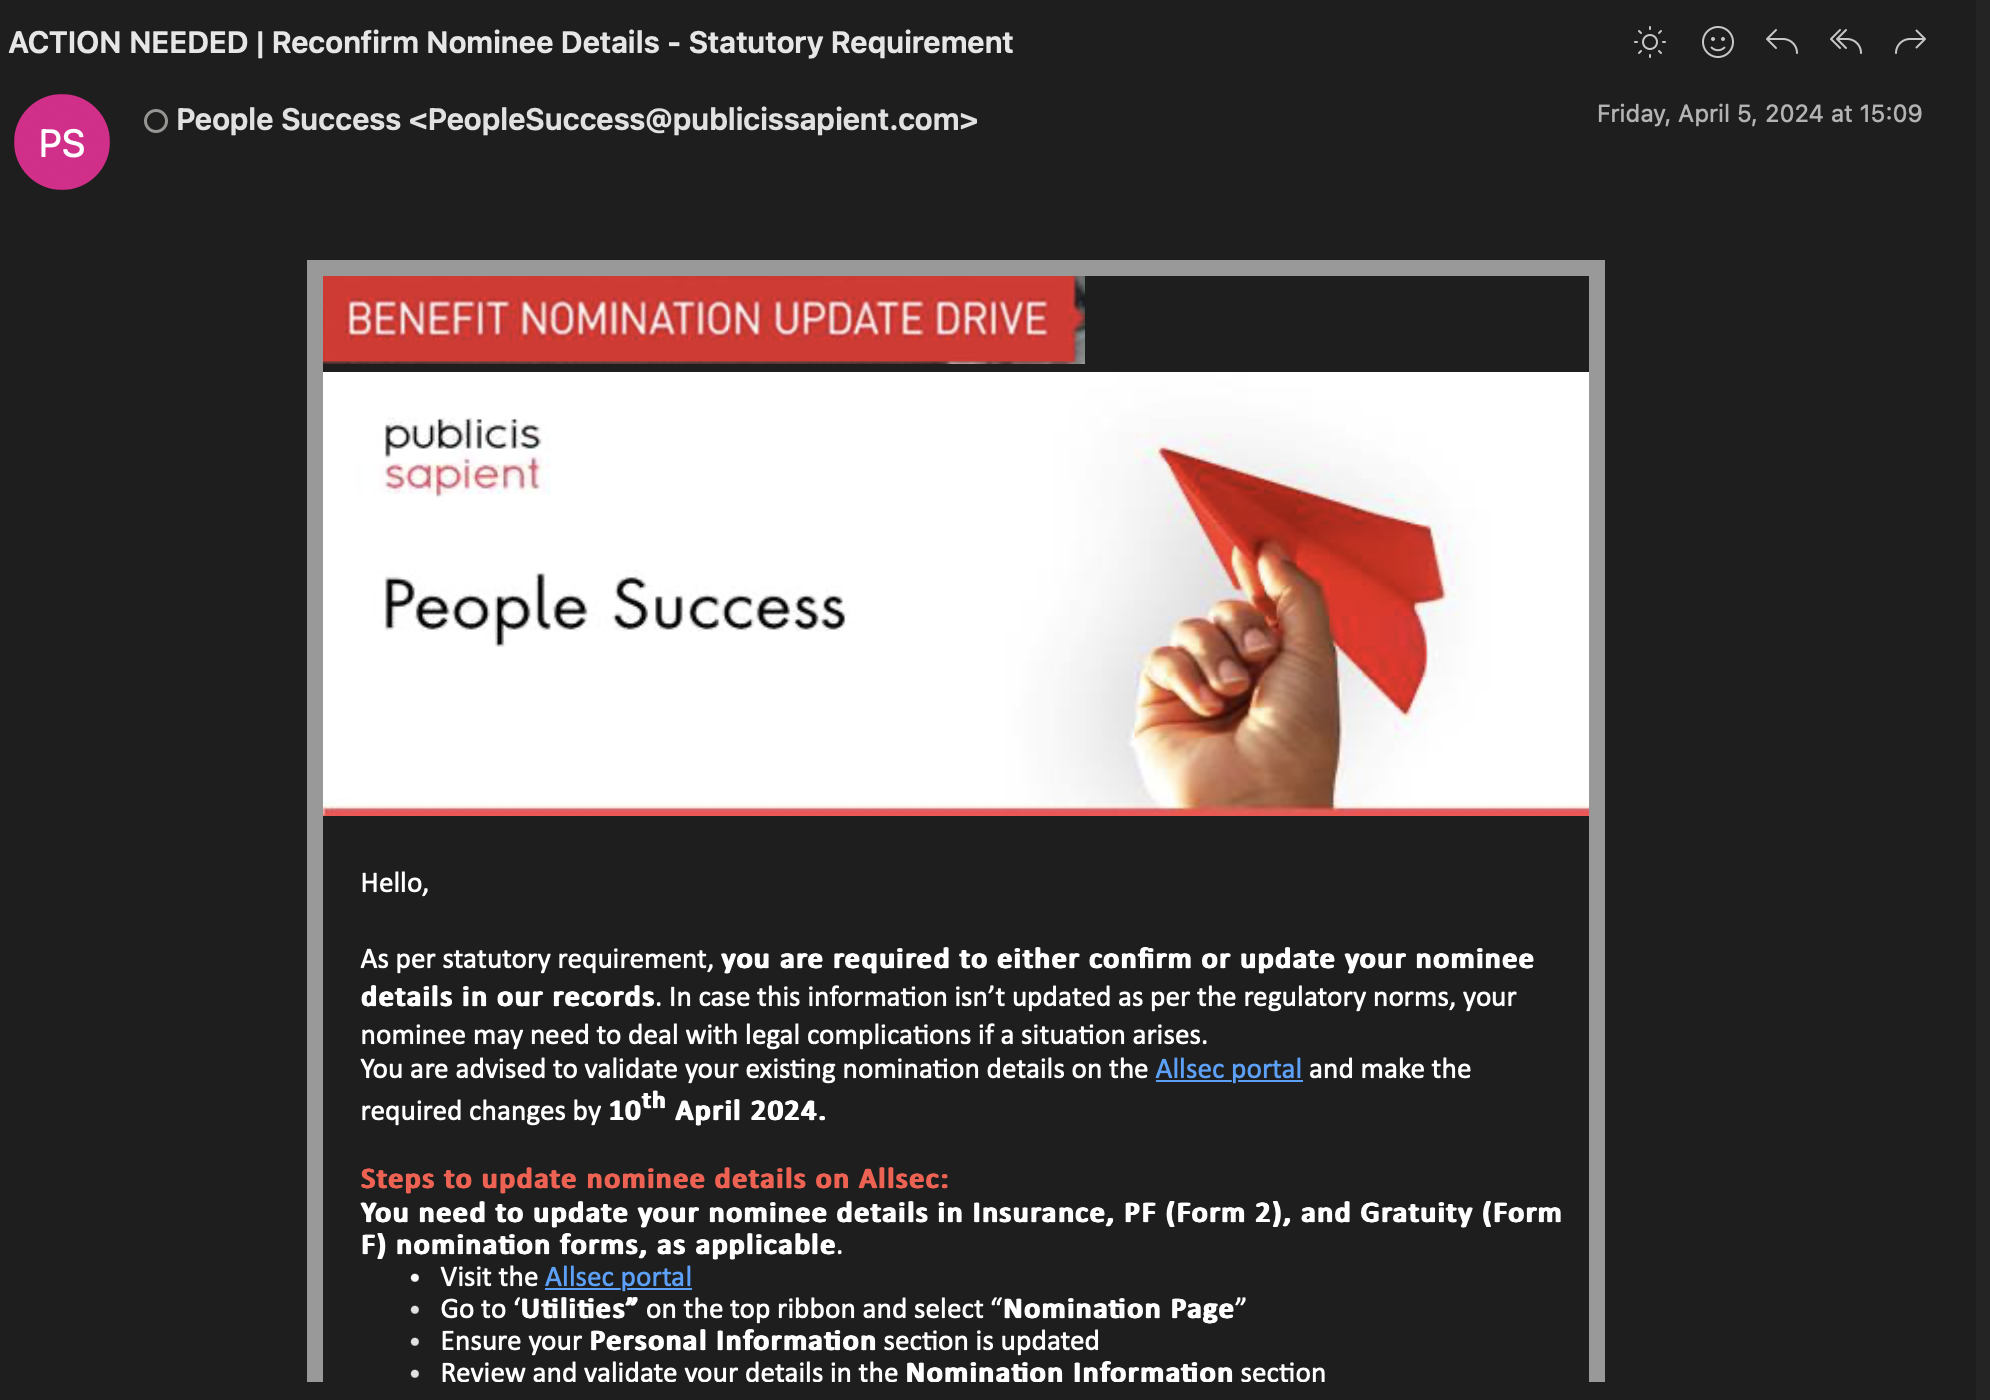 ACTION NEEDED | Reconfirm Nominee Details - Statutory Requirement
PS
People Success <PeopleSuccess@publicissapient.com>
Friday, April 5, 2024 at 15:09
BENEFIT NOMINATION UPDATE DRIVE
publicis
sapient
People Success
Hello,
As per statutory requirement, you are required to either confirm or update your nominee
details in our records. In case this information isn’t updated as per the regulatory norms, your
nominee may need to deal with legal complications if a situation arises.
You are advised to validate your existing nomination details on the Allsec portal and make the
required changes by 10th April 2024.
Steps to update nominee details on Allsec:
You need to update your nominee details in Insurance, PF (Form 2), and Gratuity (Form
F) nomination forms, as applicable.
• Visit the Allsec portal
• Go to ‘Utilities” on the top ribbon and select “Nomination Page”
• Ensure your Personal Information section is updated
• Review and validate your details in the Nomination Information section